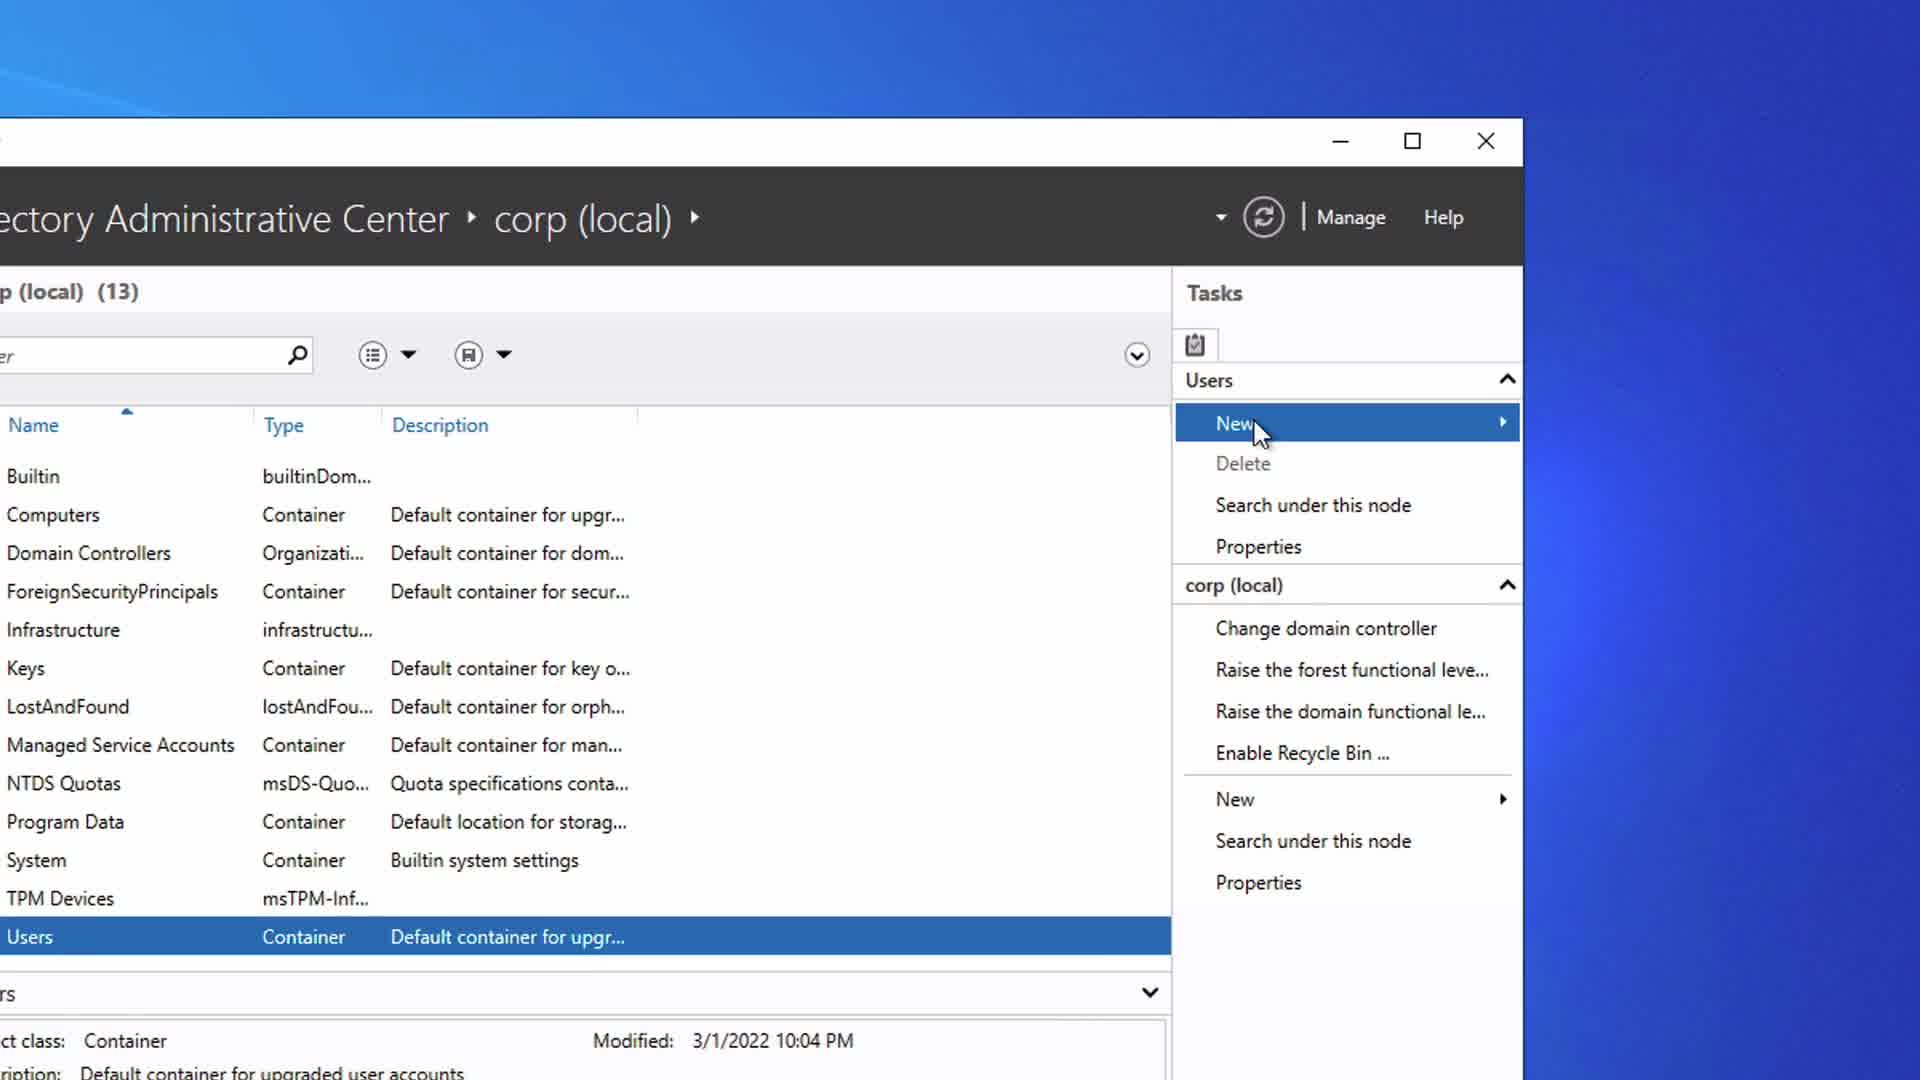 ectory Administrative Center ‣ corp (local) ‣
Manage Help
p (local) (13)
er
Name Type Description
Builtin builtinDom...
Computers Container Default container for upgr...
Domain Controllers Organizati... Default container for dom...
ForeignSecurityPrincipals Container Default container for secur...
Infrastructure infrastructu...
Keys Container Default container for key o...
LostAndFound lostAndFou... Default container for orph...
Managed Service Accounts Container Default container for man...
NTDS Quotas msDS-Quo... Quota specifications conta...
Program Data Container Default location for storag...
System Container Builtin system settings
TPM Devices msTPM-Inf...
Users Container Default container for upgr...
rs
ct class: Container Modified: 3/1/2022 10:04 PM
ription: Default container for upgraded user accounts
Tasks
Users
New
Delete
Search under this node
Properties
corp (local)
Change domain controller
Raise the forest functional leve...
Raise the domain functional le...
Enable Recycle Bin ...
New
Search under this node
Properties